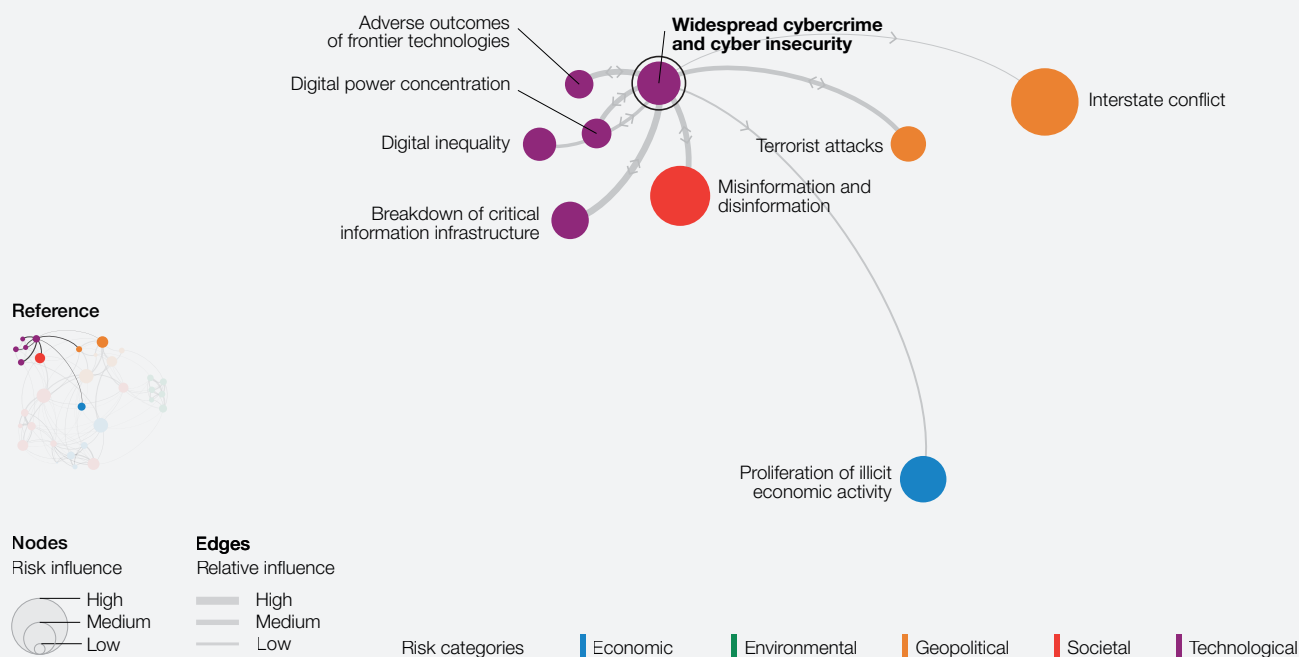 Adverse outcomes
of frontier technologies
Widespread cybercrime
and cyber insecurity
Digital power concentration
Interstate conflict
Digital inequality
Terrorist attacks
Misinformation and
disinformation
Breakdown of critical
information infrastructure
Reference
Proliferation of illicit
economic activity
Nodes
Risk influence
High
Medium
Low
Edges
Relative influence
High
Medium
Low
Risk categories
Economic
Environmental
Geopolitical
Societal
Technological